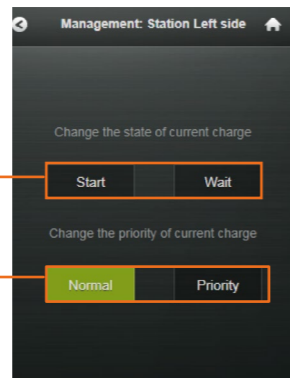 Management: Station Left side
Change the state of current charge
Start Wait
Change the priority of current charge
Normal Priority